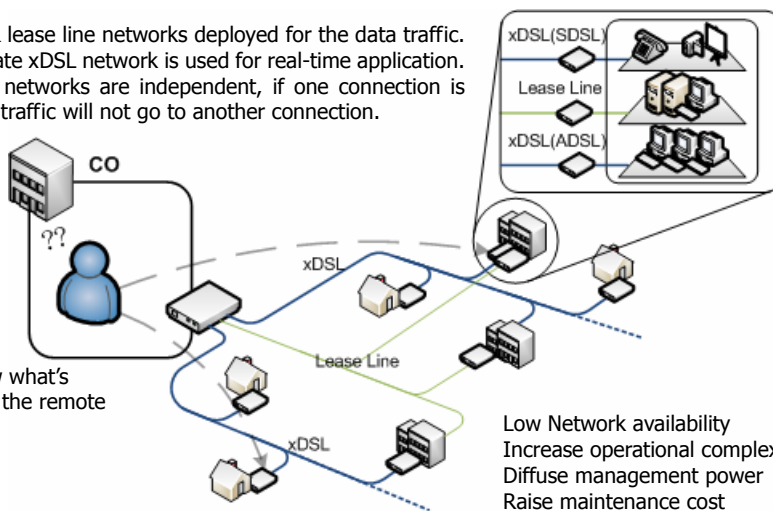 lease line networks deployed for the data traffic.
ate xDSL network is used for real-time application.
networks are independent, if one connection is
traffic will not go to another connection.
CO
??
xDSL(SDSL)
Lease Line
xDSL(ADSL)
xDSL
Lease Line
xDSL
what's
the remote
Low Network availability
Increase operational complex
Diffuse management power
Raise maintenance cost